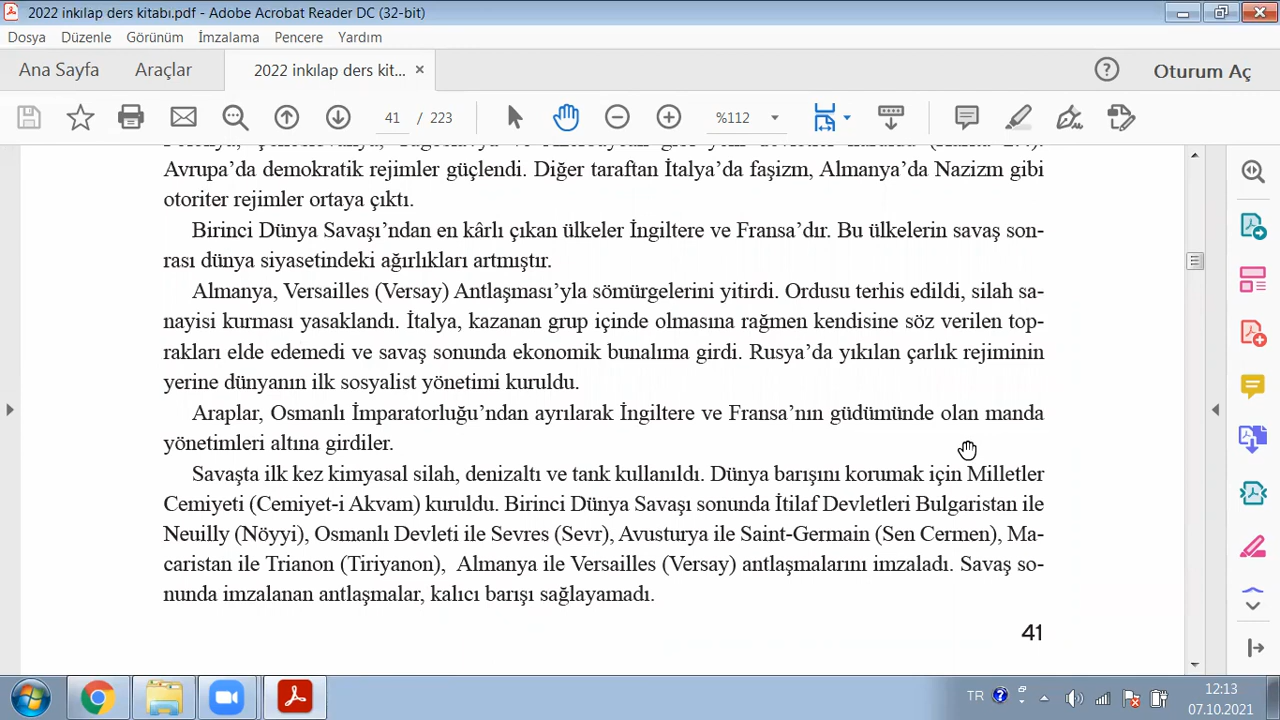 2022 inkılap ders kitabı.pdf - Adobe Acrobat Reader DC (32-bit)
Dosya Düzenle Görünüm İmzalama Pencere Yardım
Ana Sayfa Araçlar 2022 inkılap ders kit... × ? Oturum Aç
41 / 223 %112
Avrupa’da demokratik rejimler güçlendi. Diğer taraftan İtalya’da faşizm, Almanya’da Nazizm gibi
otoriter rejimler ortaya çıktı.
Birinci Dünya Savaşı’ndan en kârlı çıkan ülkeler İngiltere ve Fransa’dır. Bu ülkelerin savaş son-
rası dünya siyasetindeki ağırlıkları artmıştır.
Almanya, Versailles (Versay) Antlaşması’yla sömürgelerini yitirdi. Ordusu terhis edildi, silah sa-
nayisi kurması yasaklandı. İtalya, kazanan grup içinde olmasına rağmen kendisine söz verilen top-
rakları elde edemedi ve savaş sonunda ekonomik bunalıma girdi. Rusya’da yıkılan çarlık rejiminin
yerine dünyanın ilk sosyalist yönetimi kuruldu.
Araplar, Osmanlı İmparatorluğu’ndan ayrılarak İngiltere ve Fransa’nın güdümünde olan manda
yönetimleri altına girdiler.
Savaşta ilk kez kimyasal silah, denizaltı ve tank kullanıldı. Dünya barışını korumak için Milletler
Cemiyeti (Cemiyet-i Akvam) kuruldu. Birinci Dünya Savaşı sonunda İtilaf Devletleri Bulgaristan ile
Neuilly (Nöyyi), Osmanlı Devleti ile Sevres (Sevr), Avusturya ile Saint-Germain (Sen Cermen), Ma-
caristan ile Trianon (Tiriyanon), Almanya ile Versailles (Versay) antlaşmalarını imzaladı. Savaş so-
nunda imzalanan antlaşmalar, kalıcı barışı sağlayamadı.
41
TR 12:13
07.10.2021